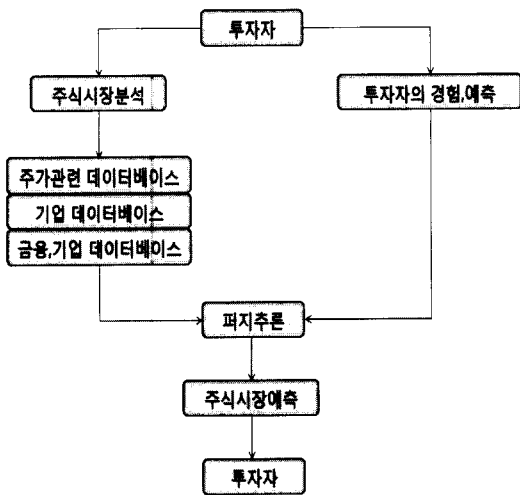 투자자
주식시장분석
투자자의 경험,예측
주가관련 데이터베이스
기업 데이터베이스
금융,기업 데이터베이스
퍼지추론
주식시장예측
투자자